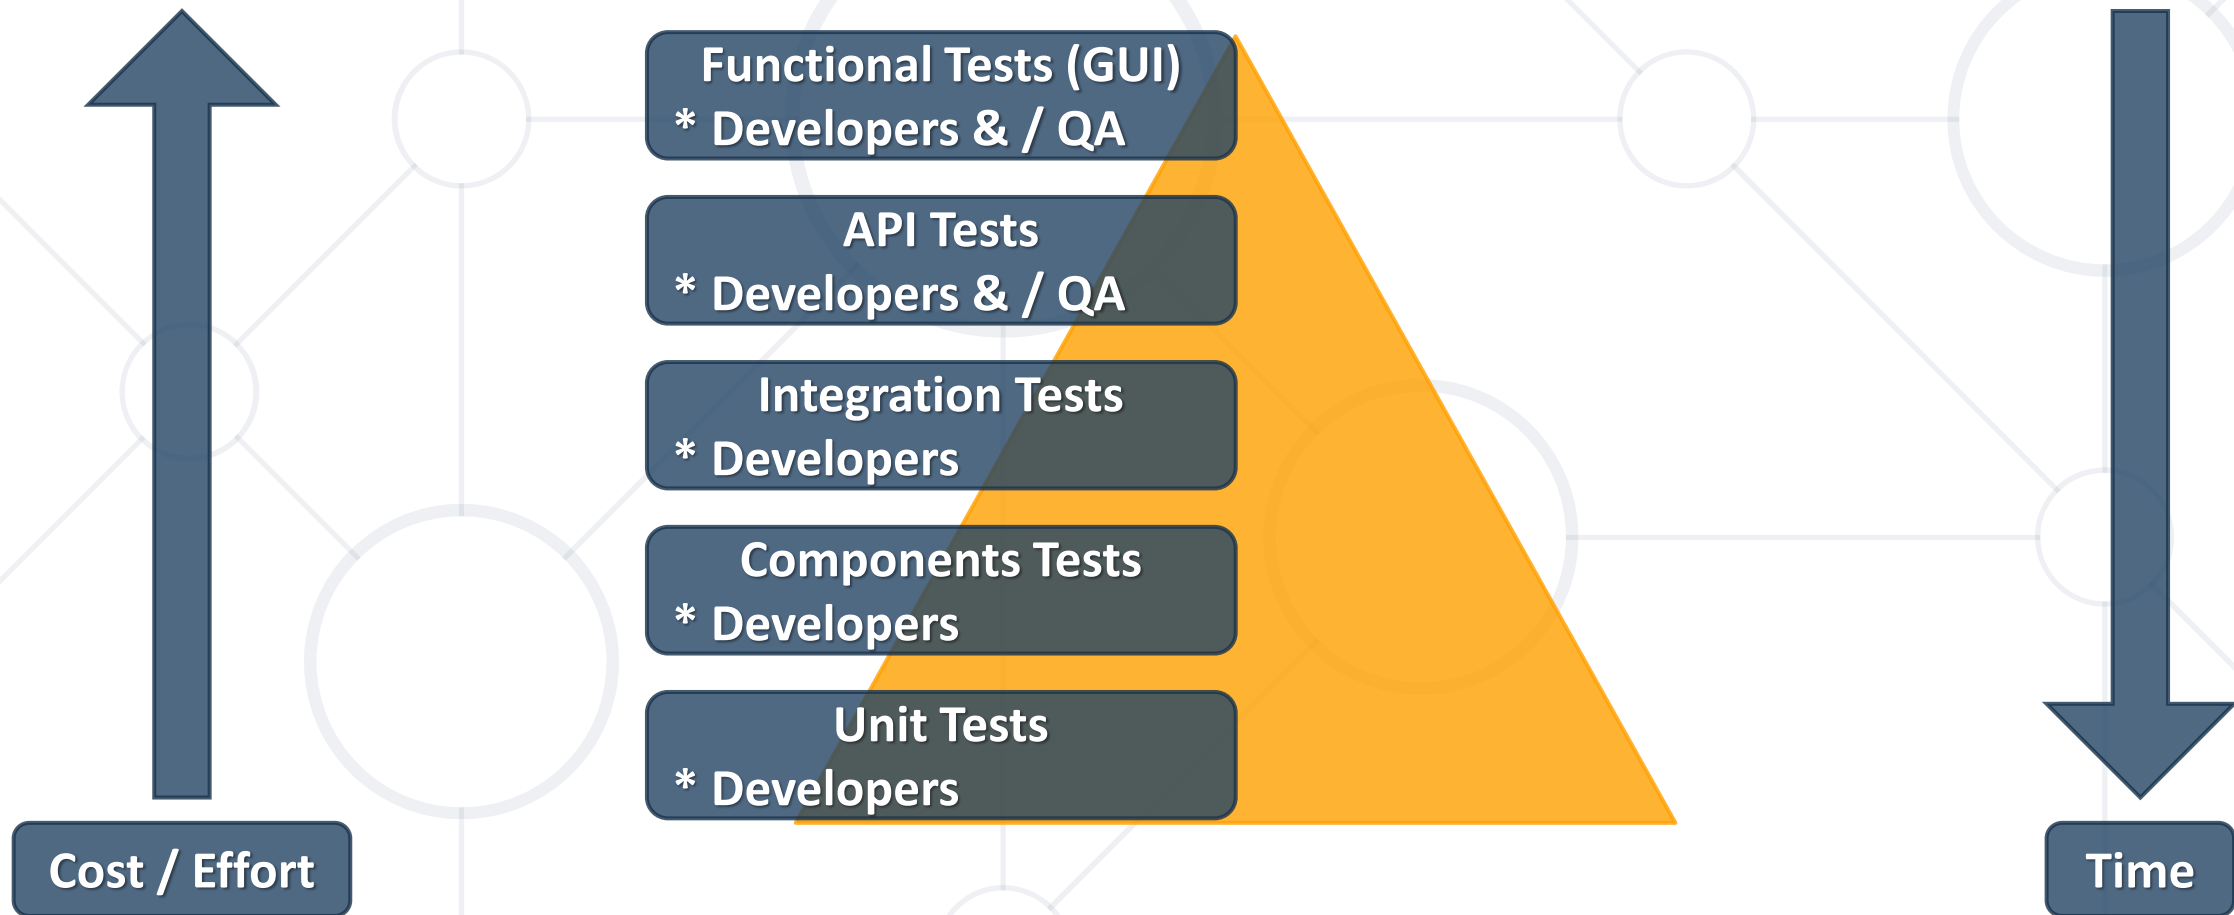 Functional Tests (GUI)
* Developers & / QA
API Tests
* Developers & / QA
Integration Tests
* Developers
Components Tests
* Developers
Unit Tests
* Developers
Cost / Effort
Time